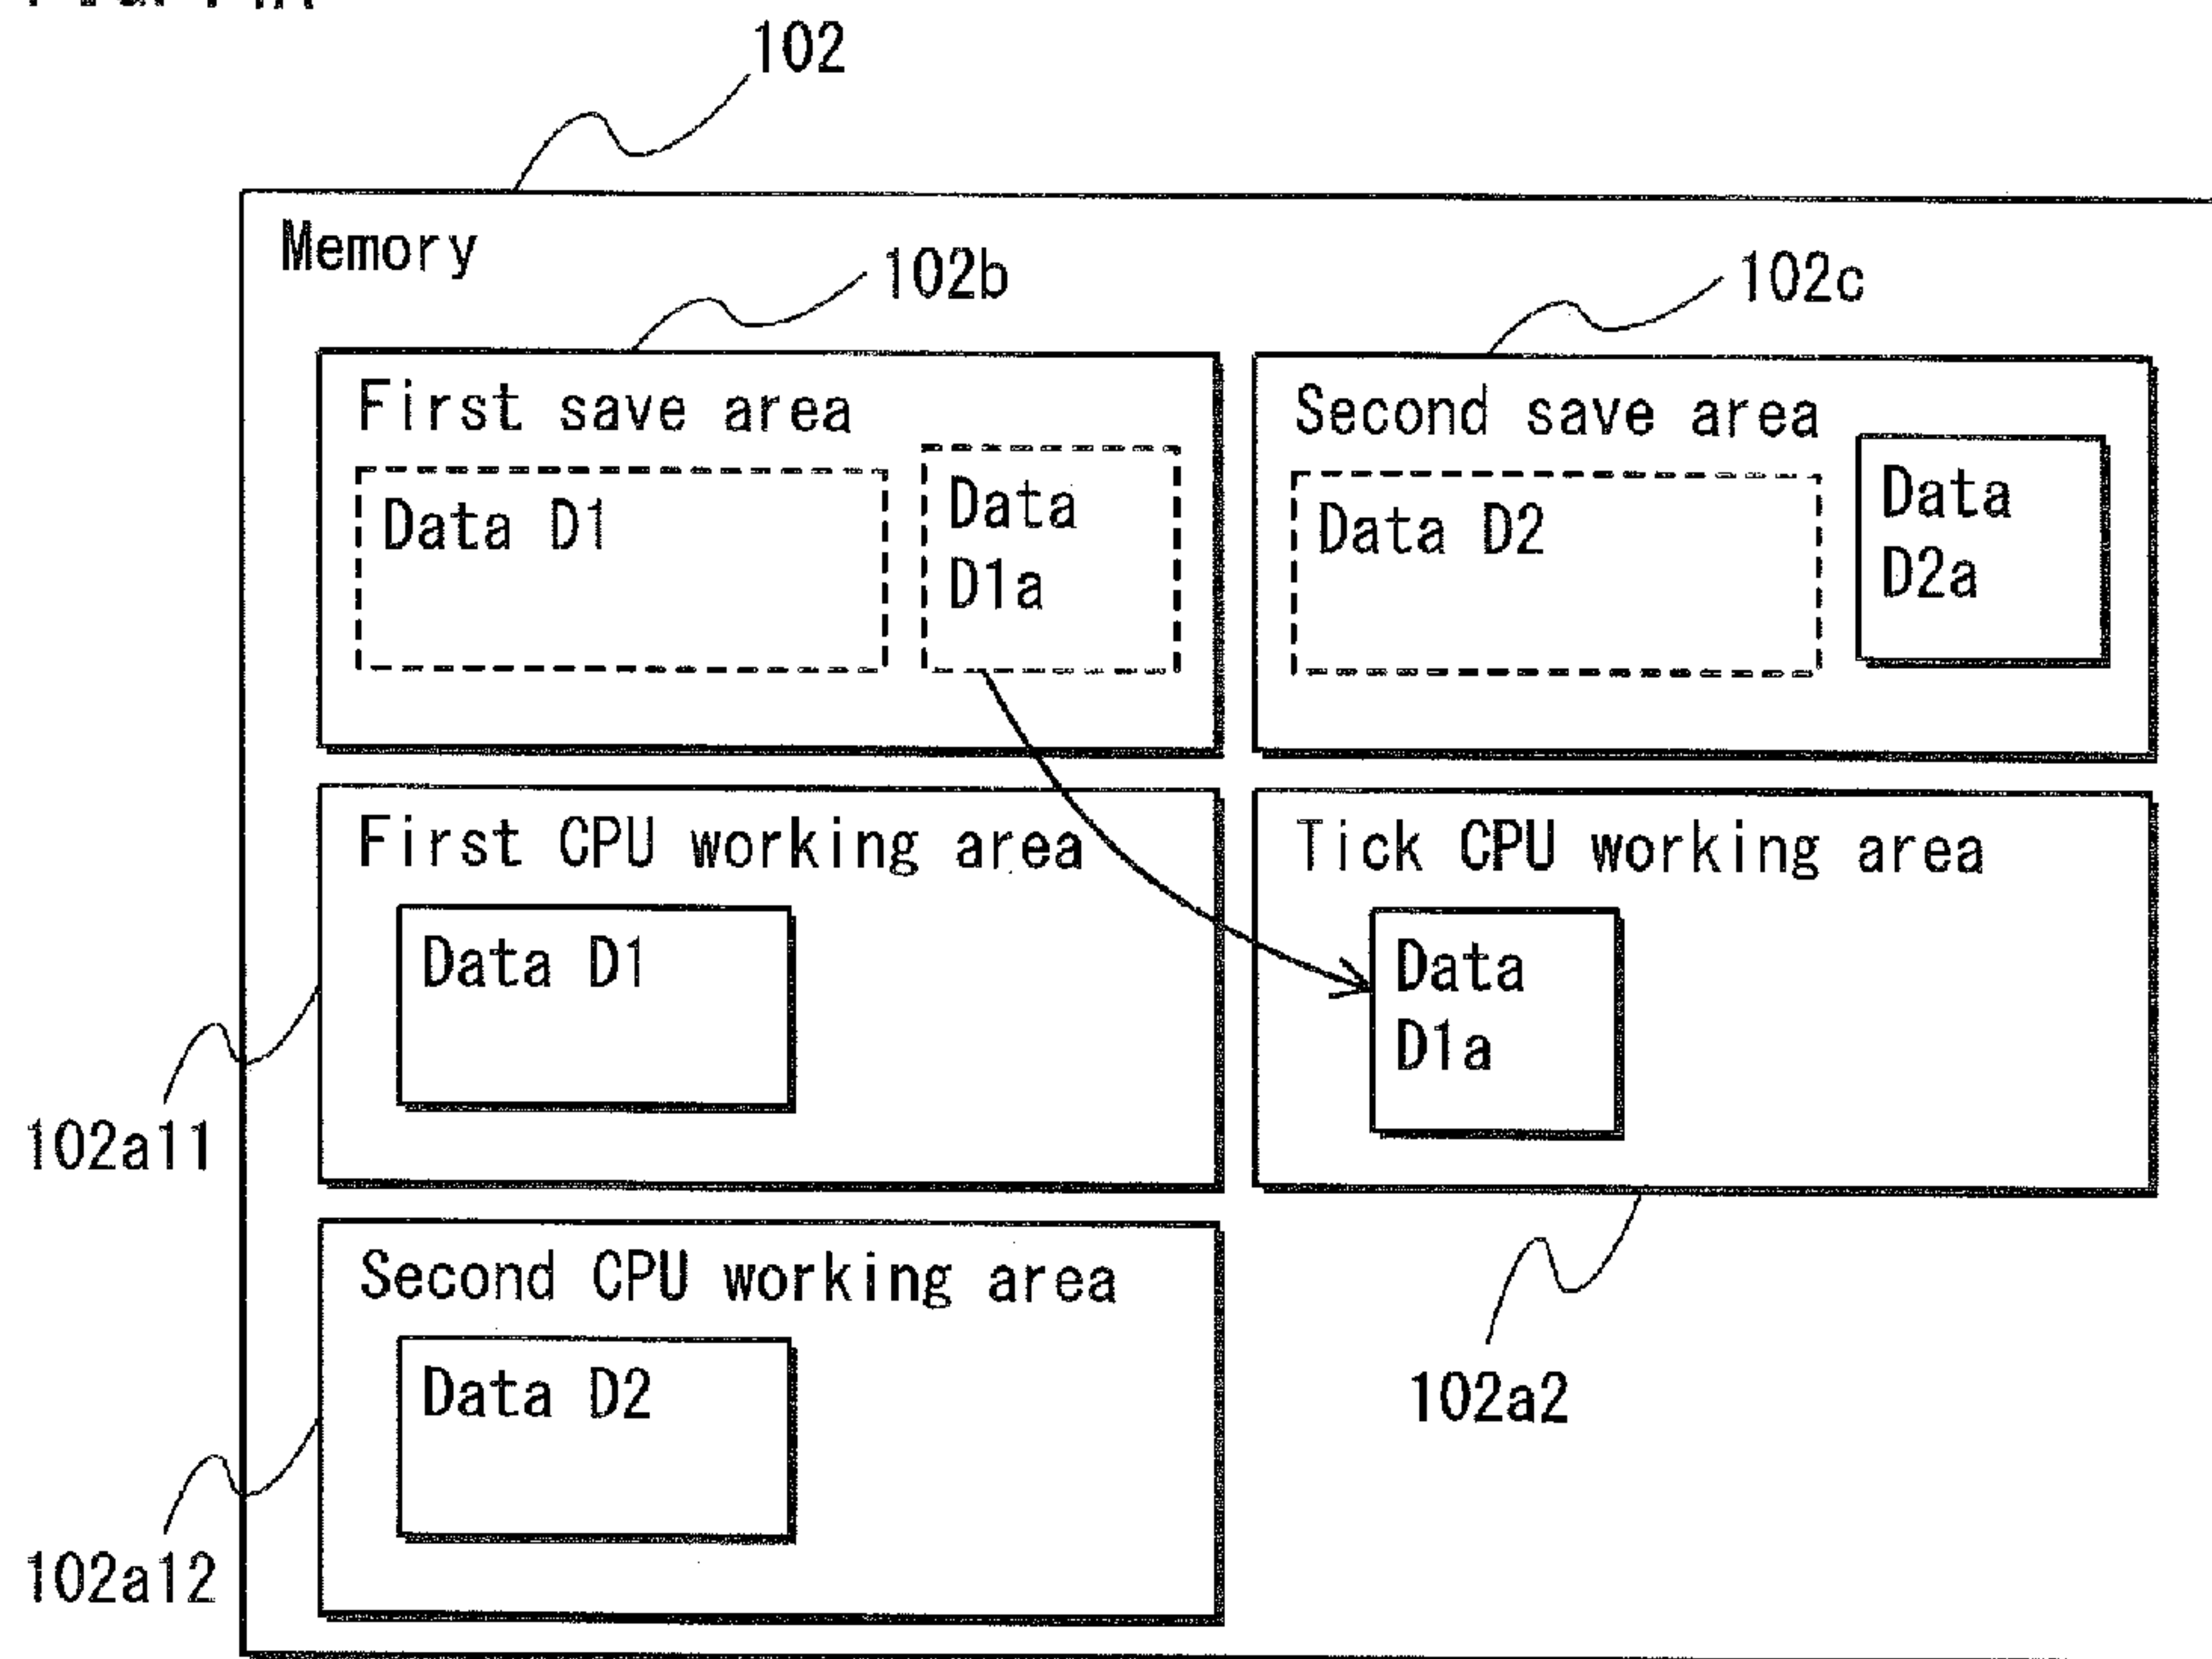 102
Memory
102b
102c
First save area
Second save area
Data D1
Data
D1a
Data D2
Data
D2a
First CPU working area
Tick CPU working area
Data D1
Data
D1a
102a11
Second CPU working area
Data D2
102a2
102a12